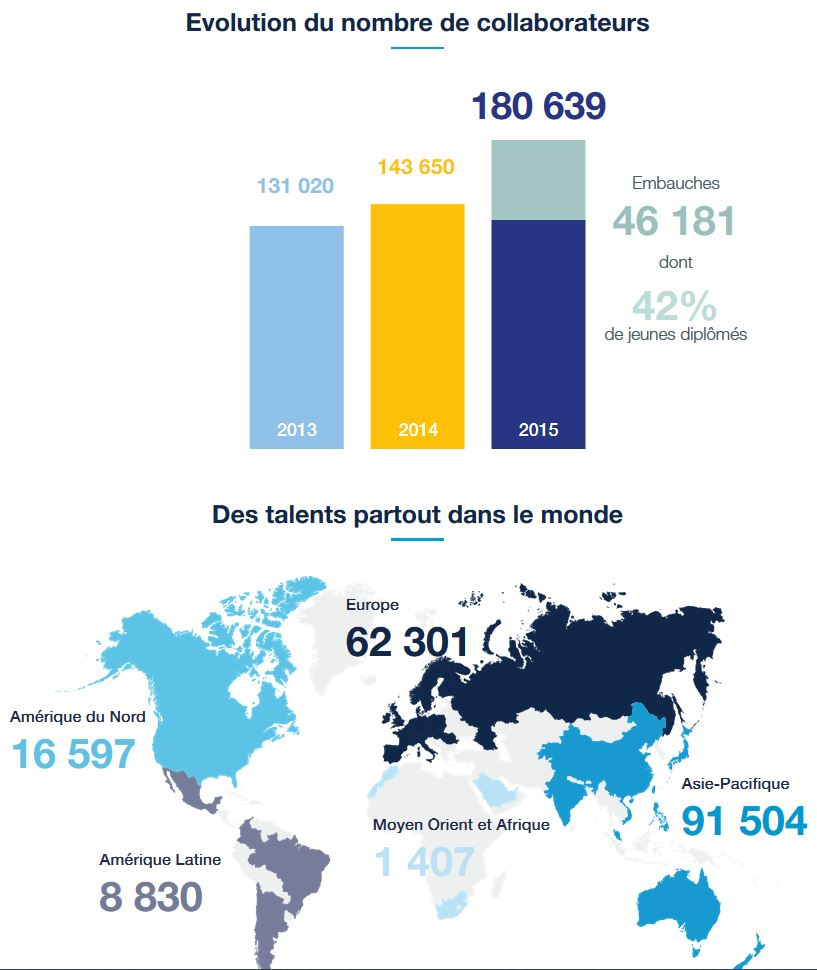 Evolution du nombre de collaborateurs
180 639
143 650
131 020
Embauches
46 181
dont
42%
de jeunes diplômés
2013
2014
2015
Des talents partout dans le monde
Europe
62 301
Amérique du Nord
16 597
Asie-Pacifique
91 504
Moyen Orient et Afrique
1 407
Amérique Latine
8 830